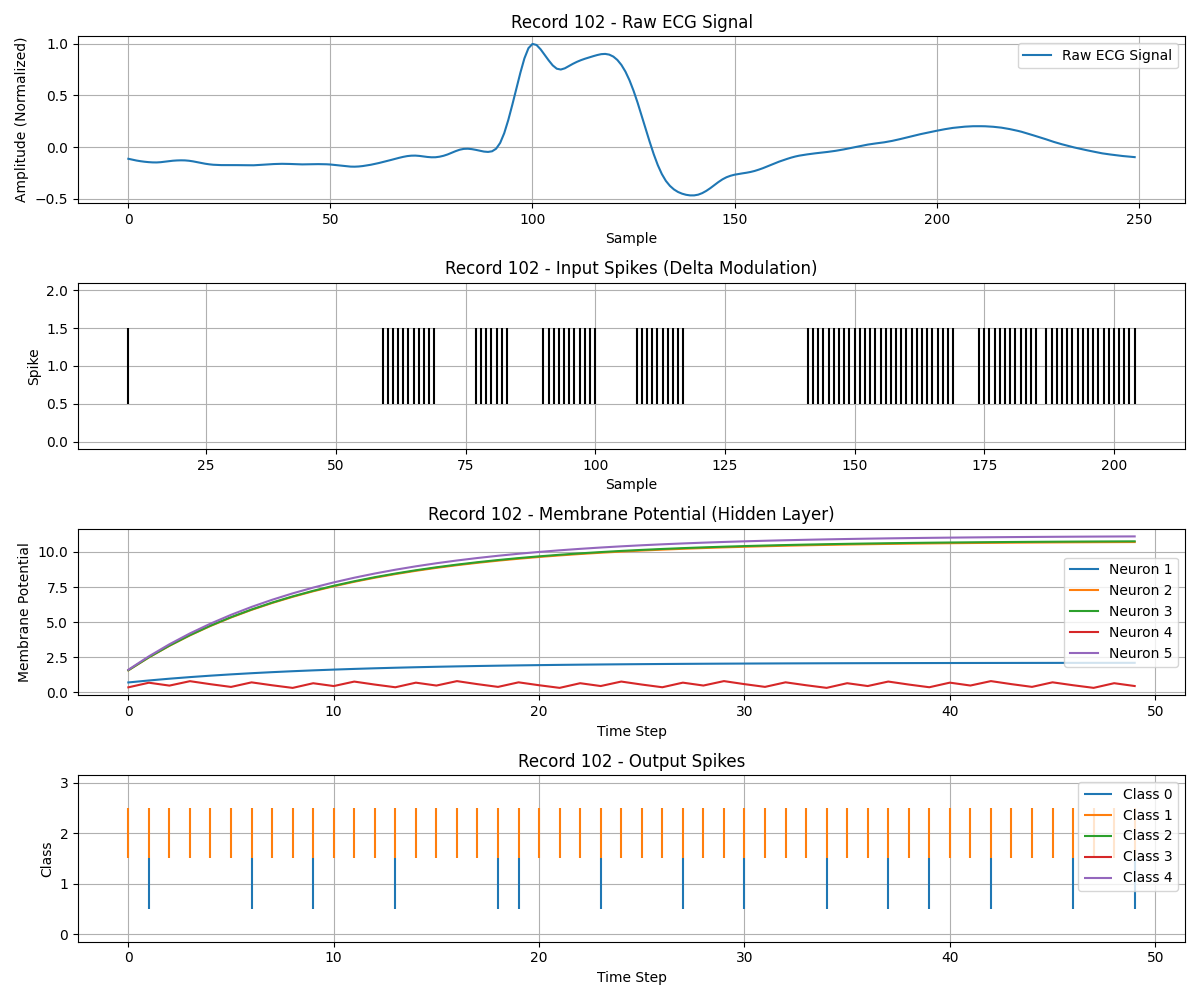 Record 102 - Raw ECG Signal
Amplitude (Normalized)
1.0
0.5
0.0
−0.5
Raw ECG Signal
0 50 100 150 200 250
Sample
Record 102 - Input Spikes (Delta Modulation)
Spike
2.0
1.5
1.0
0.5
0.0
25 50 75 100 125 150 175 200
Sample
Record 102 - Membrane Potential (Hidden Layer)
Membrane Potential
10.0
7.5
5.0
2.5
0.0
Neuron 1
Neuron 2
Neuron 3
Neuron 4
Neuron 5
0 10 20 30 40 50
Time Step
Record 102 - Output Spikes
Class
3
2
1
0
Class 0
Class 1
Class 2
Class 3
Class 4
0 10 20 30 40 50
Time Step